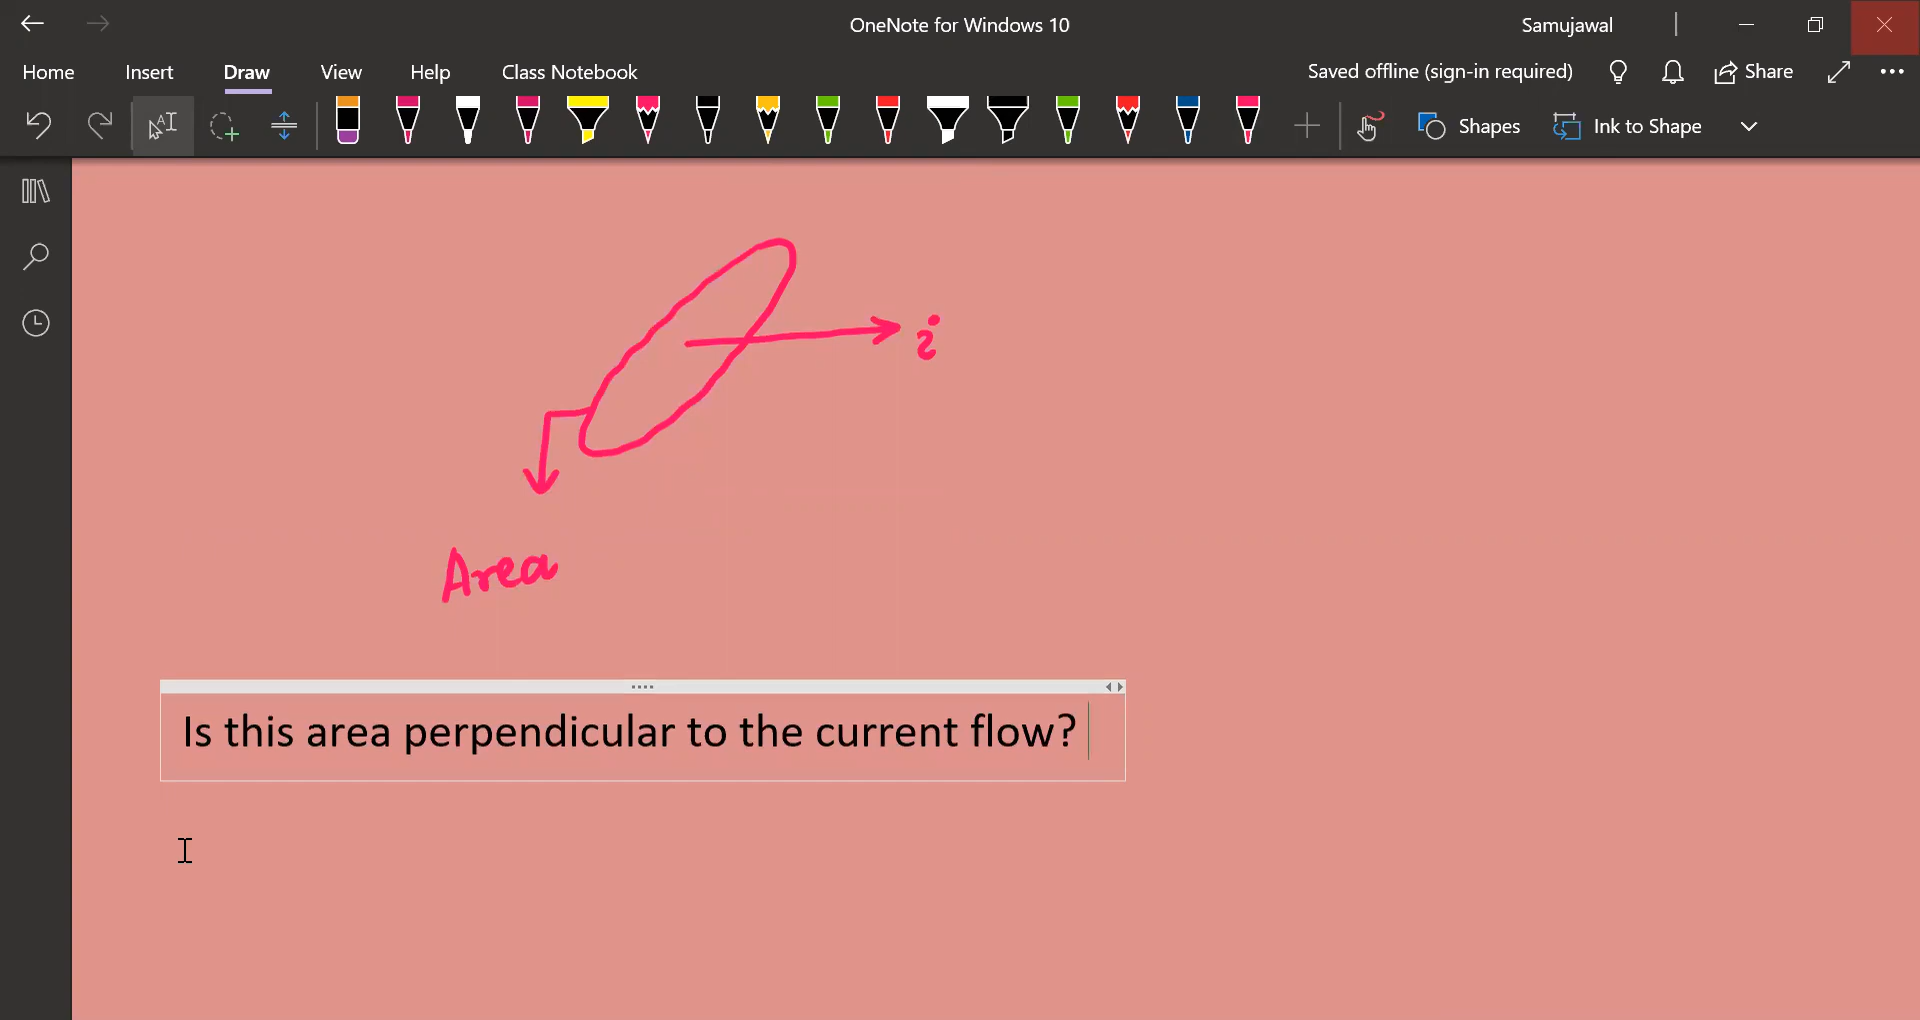 OneNote for Windows 10
Samujawal
Home Insert Draw View Help Class Notebook
Saved offline (sign-in required) Share
Shapes Ink to Shape
i
Area
Is this area perpendicular to the current flow?